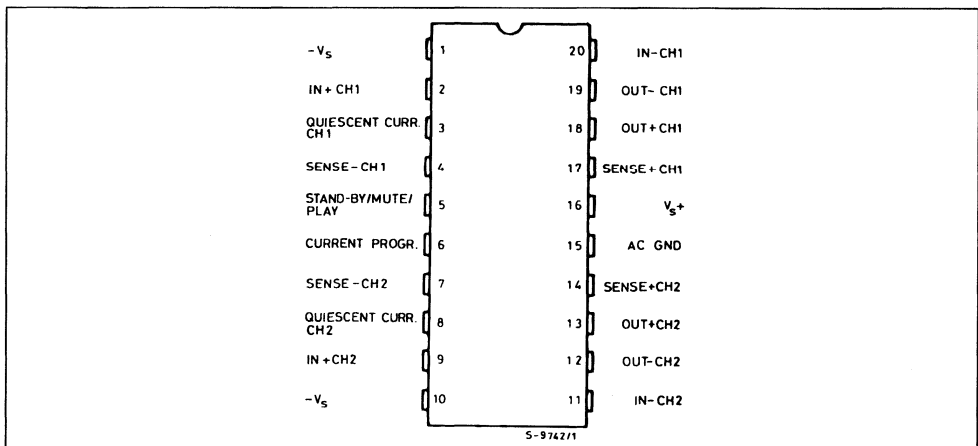 -Vs 1 20 IN-CH1
IN+CH1 2 19 OUT-CH1
QUIESCENT CURR.
CH1 3 18 OUT+CH1
SENSE-CH1 4 17 SENSE+CH1
STAND-BY/MUTE/
PLAY 5 16 Vs+
CURRENT PROGR. 6 15 AC GND
SENSE-CH2 7 14 SENSE+CH2
QUIESCENT CURR.
CH2 8 13 OUT+CH2
IN+CH2 9 12 OUT-CH2
-Vs 10 11 IN-CH2
S-9742/1